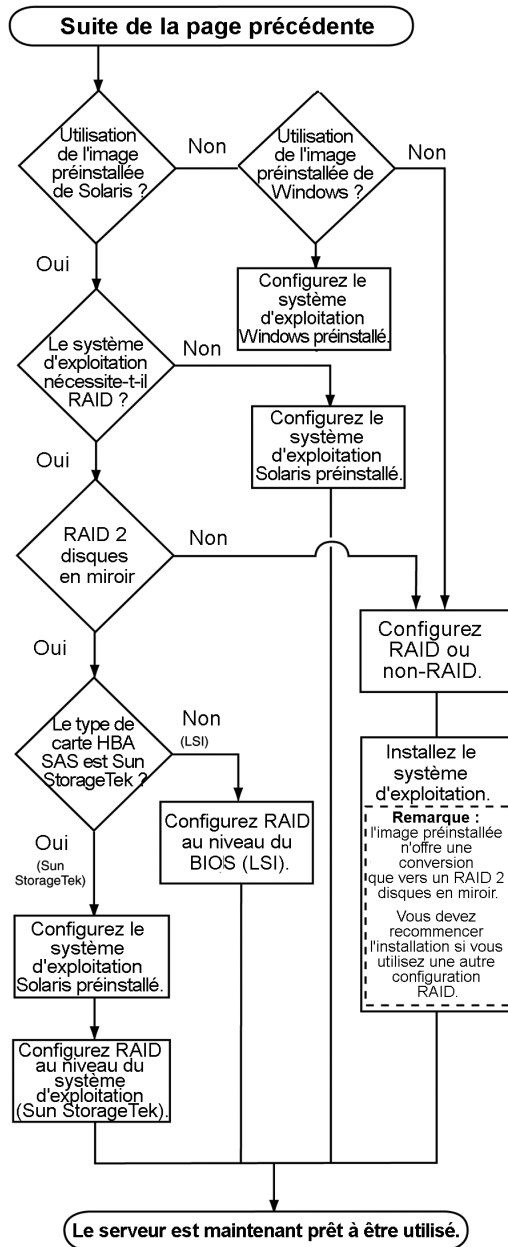 Suite de la page précédente
Utilisation
de l'image
préinstallée
de Solaris ?
Non
Utilisation
de l'image
préinstallée de
Windows ?
Non
Oui
Configurez le
système
d'exploitation
Windows préinstallé.
Le système
d'exploitation
nécessite-t-il
RAID ?
Non
Configurez le
système
d'exploitation
Solaris préinstallé.
Oui
RAID 2
disques
en miroir
Non
Configurez
RAID ou
non-RAID.
Oui
Le type de
carte HBA
SAS est Sun
StorageTek ?
Non
(LSI)
Installez le
système
d'exploitation.
Remarque :
l'image préinstallée
n'offre une
conversion
que vers un RAID 2
disques en miroir.
Vous devez
recommencer
l'installation si vous
utilisez une autre
configuration
RAID.
Configurez RAID
au niveau du
BIOS (LSI).
Oui
(Sun
StorageTek)
Configurez le
système
d'exploitation
Solaris préinstallé.
Configurez RAID
au niveau du
système
d'exploitation
(Sun StorageTek).
Le serveur est maintenant prêt à être utilisé.